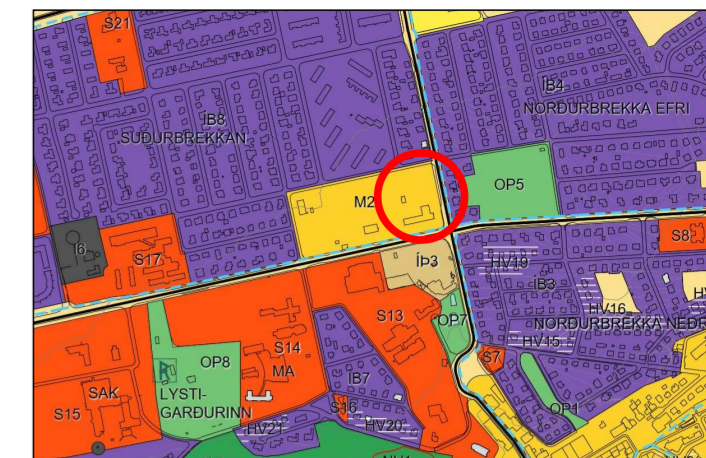 S21
ÍB8
SUÐURBREKKAN
ÍB4
NORÐURBREKKA EFRI
OP5
I6
S17
ÍÞ3
HV19
S8
ÍB3
HV16
NORÐURBREKKA NEÐR
HV15
S13
OP7
S7
S14
MA
OP8
LYSTI-
GARÐURINN
ÍB7
SAK
S15
S16
HV20
HV21
OP1